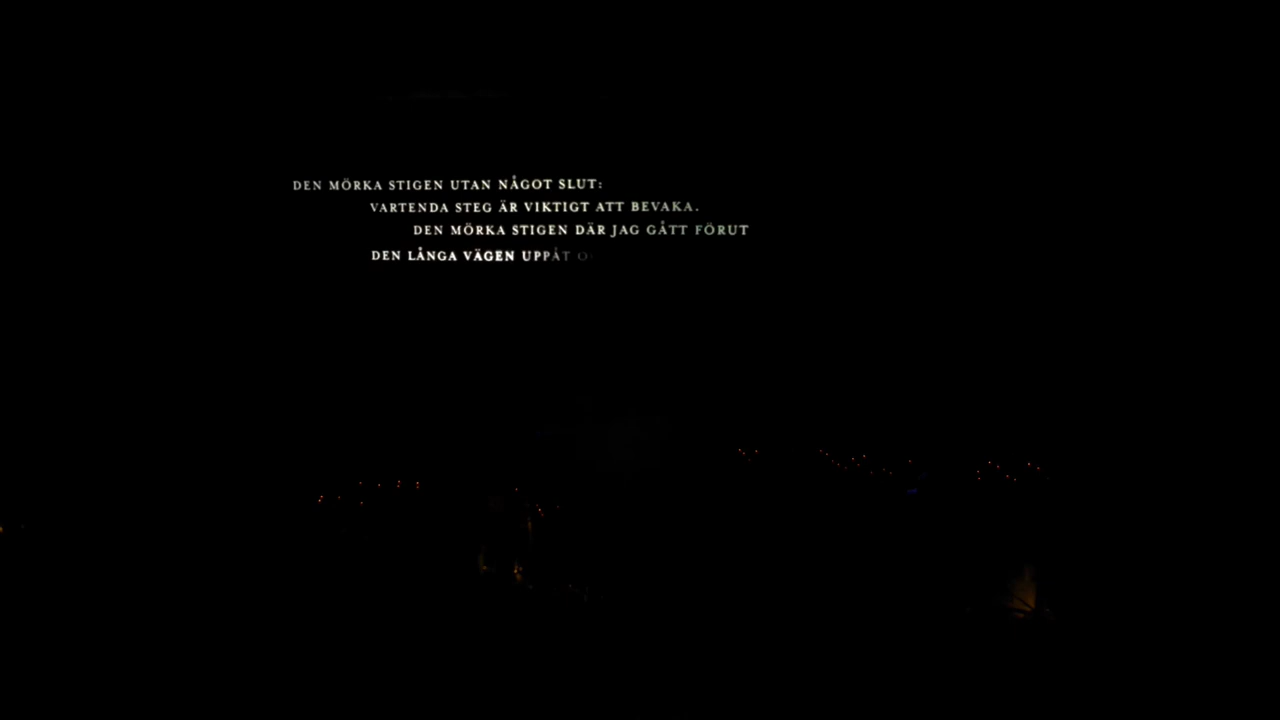 DEN MÖRKA STIGEN UTAN NÅGOT SLUT:
VARTENDA STEG ÄR VIKTIGT ATT BEVAKA.
DEN MÖRKA STIGEN DÄR JAG GÅTT FÖRUT
DEN LÅNGA VÄGEN UPPÅT